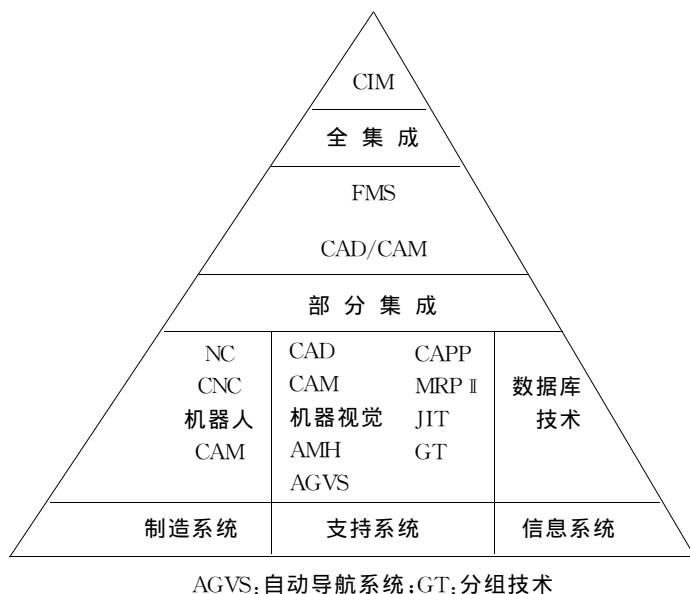 CIM
全集成
FMS
CAD/CAM
部分集成
NC
CNC
机器人
CAM
CAD
CAM
机器视觉
AMH
AGVS
CAPP
MRPⅡ
JIT
GT
数据库
技术
制造系统
支持系统
信息系统
AGVS:自动导航系统;GT:分组技术